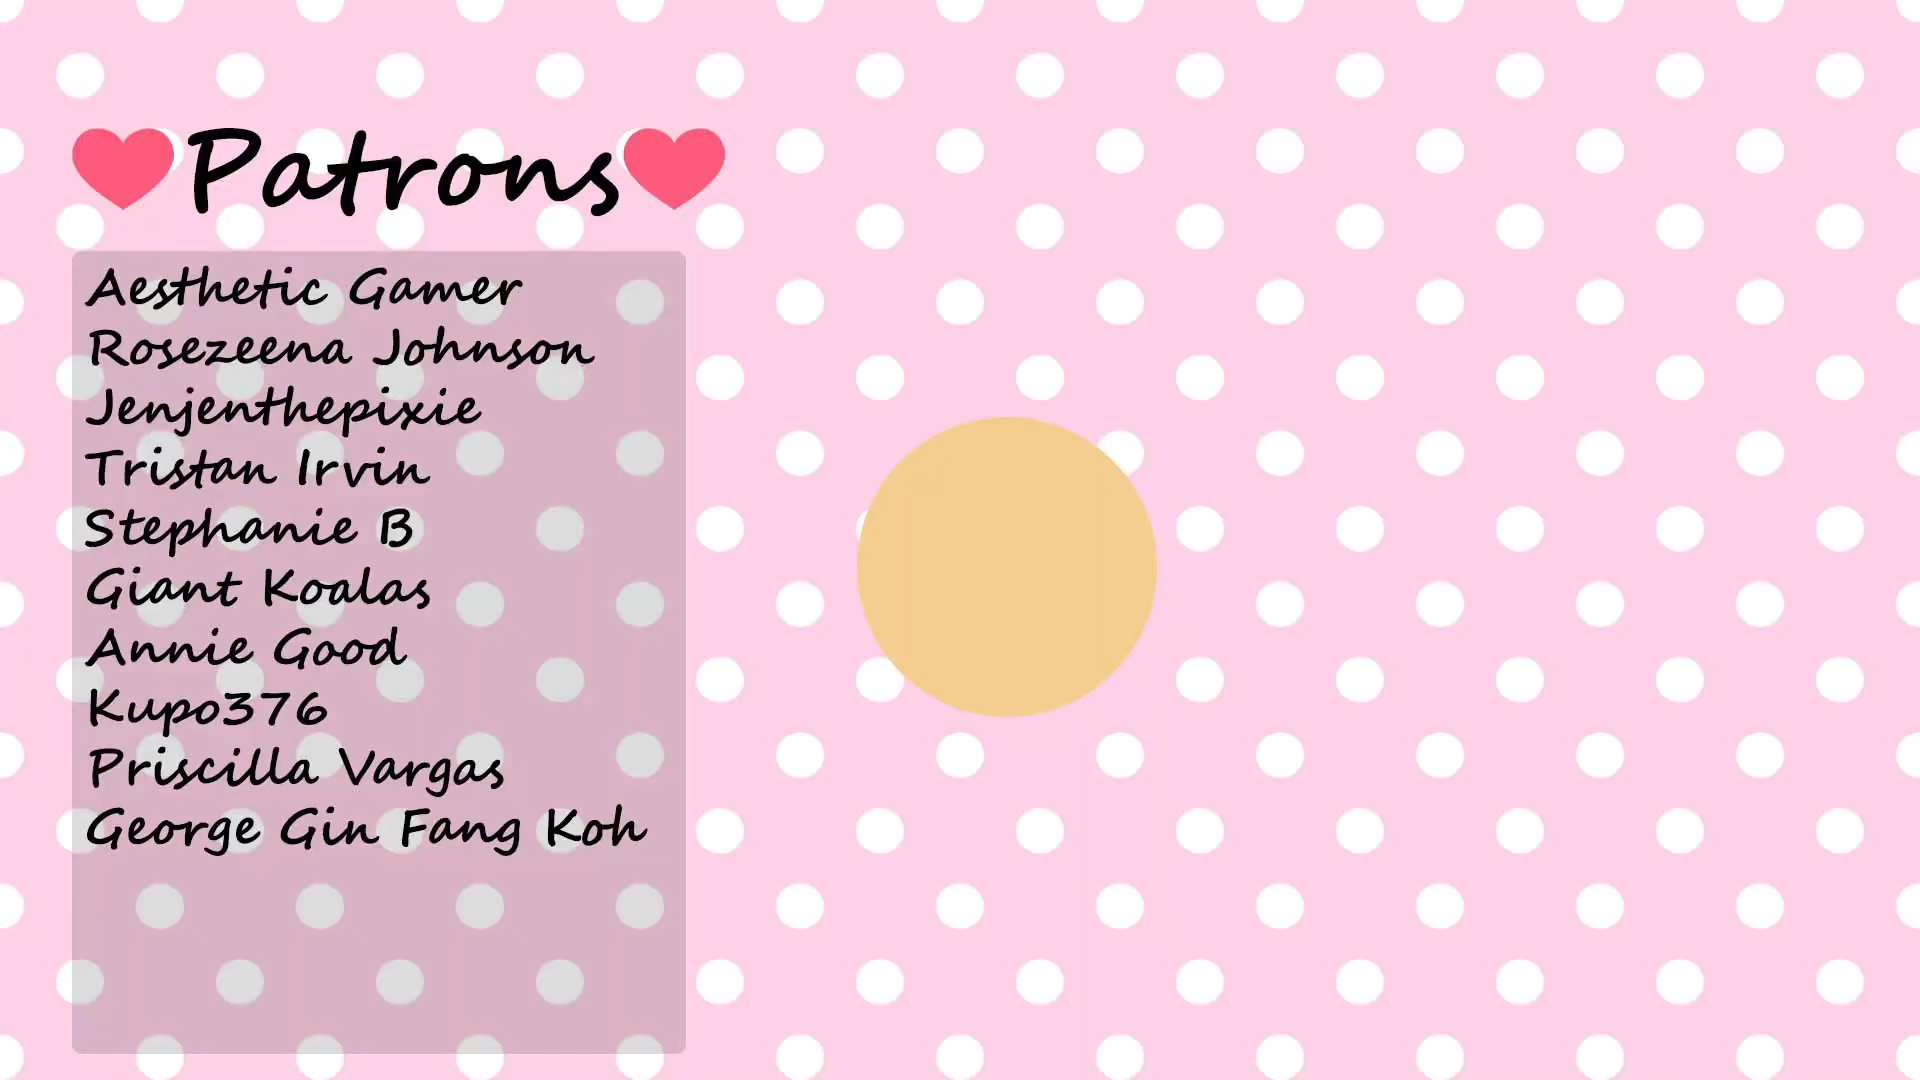 Patrons
Aesthetic Gamer
Rosezeena Johnson
Jenjenthepixie
Tristan Irvin
Stephanie B
Giant Koalas
Annie Good
Kupo376
Priscilla Vargas
George Gin Fang Koh